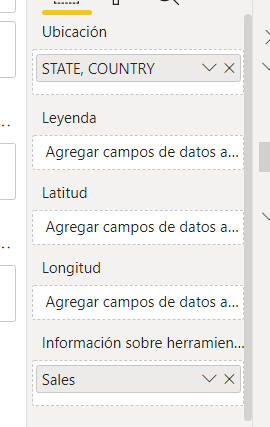 Ubicación
STATE, COUNTRY
Leyenda
Agregar campos de datos a...
Latitud
Agregar campos de datos a...
Longitud
Agregar campos de datos a...
Información sobre herramien...
Sales